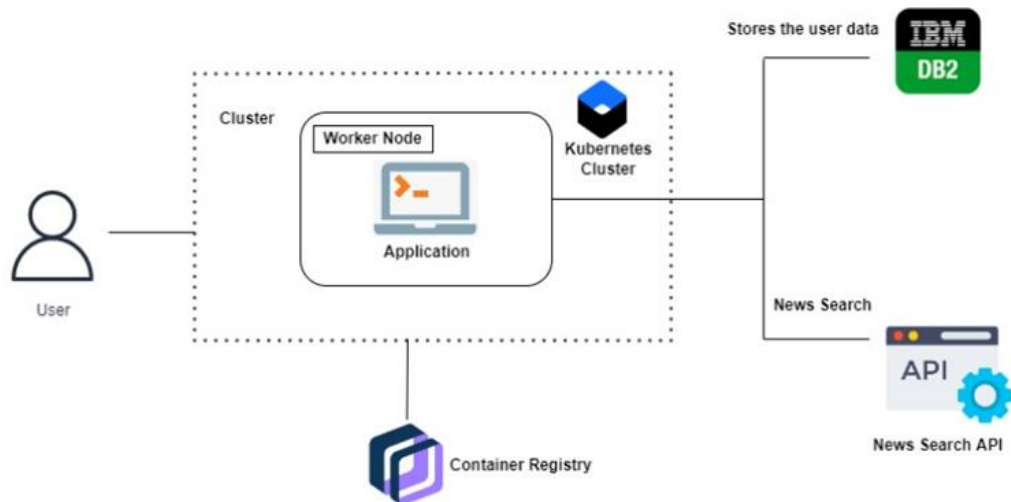 Stores the user data
IBM
DB2
Cluster
Worker Node
Kubernetes
Cluster
Application
User
News Search
API
News Search API
Container Registry